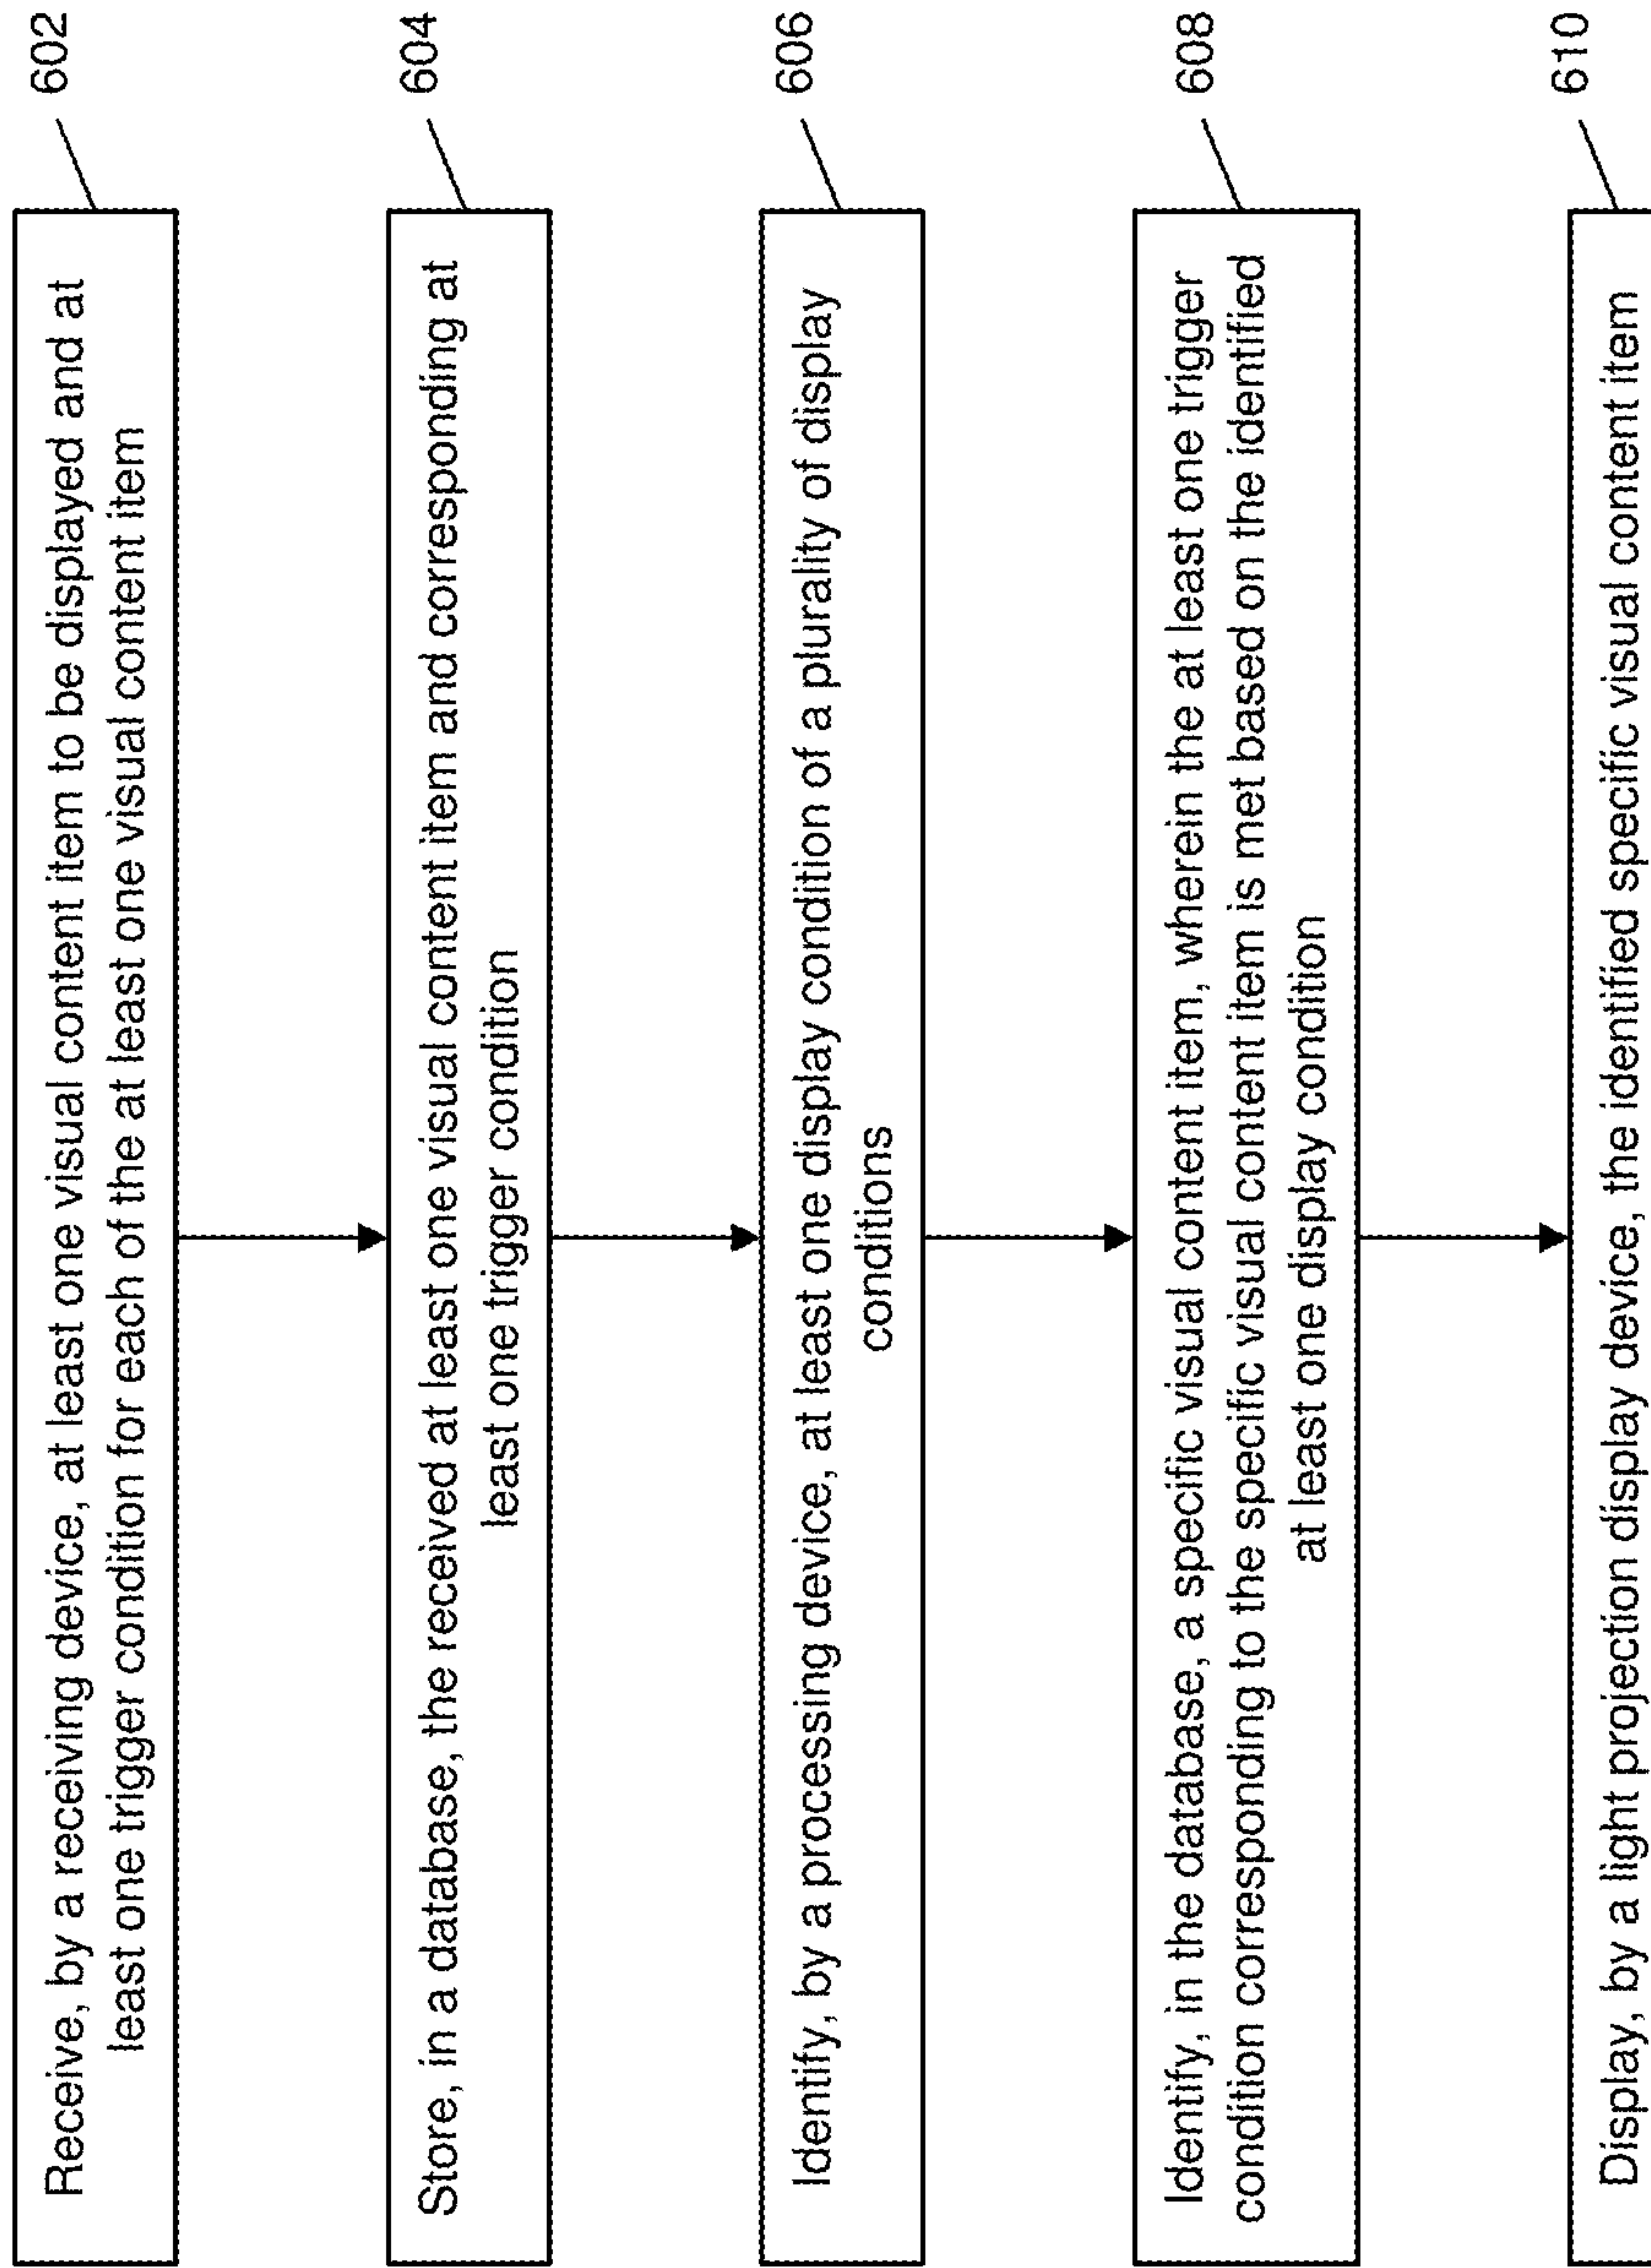 Receive, by a receiving device, at least one visual content item to be displayed and at
least one trigger condition for each of the at least one visual content item
602
Store, in a database, the received at least one visual content item and corresponding at
least one trigger condition
604
Identify, by a processing device, at least one display condition of a plurality of display
conditions
606
Identify, in the database, a specific visual content item, wherein the at least one trigger
condition corresponding to the specific visual content item is met based on the identified
at least one display condition
608
Display, by a light projection display device, the identified specific visual content item
610